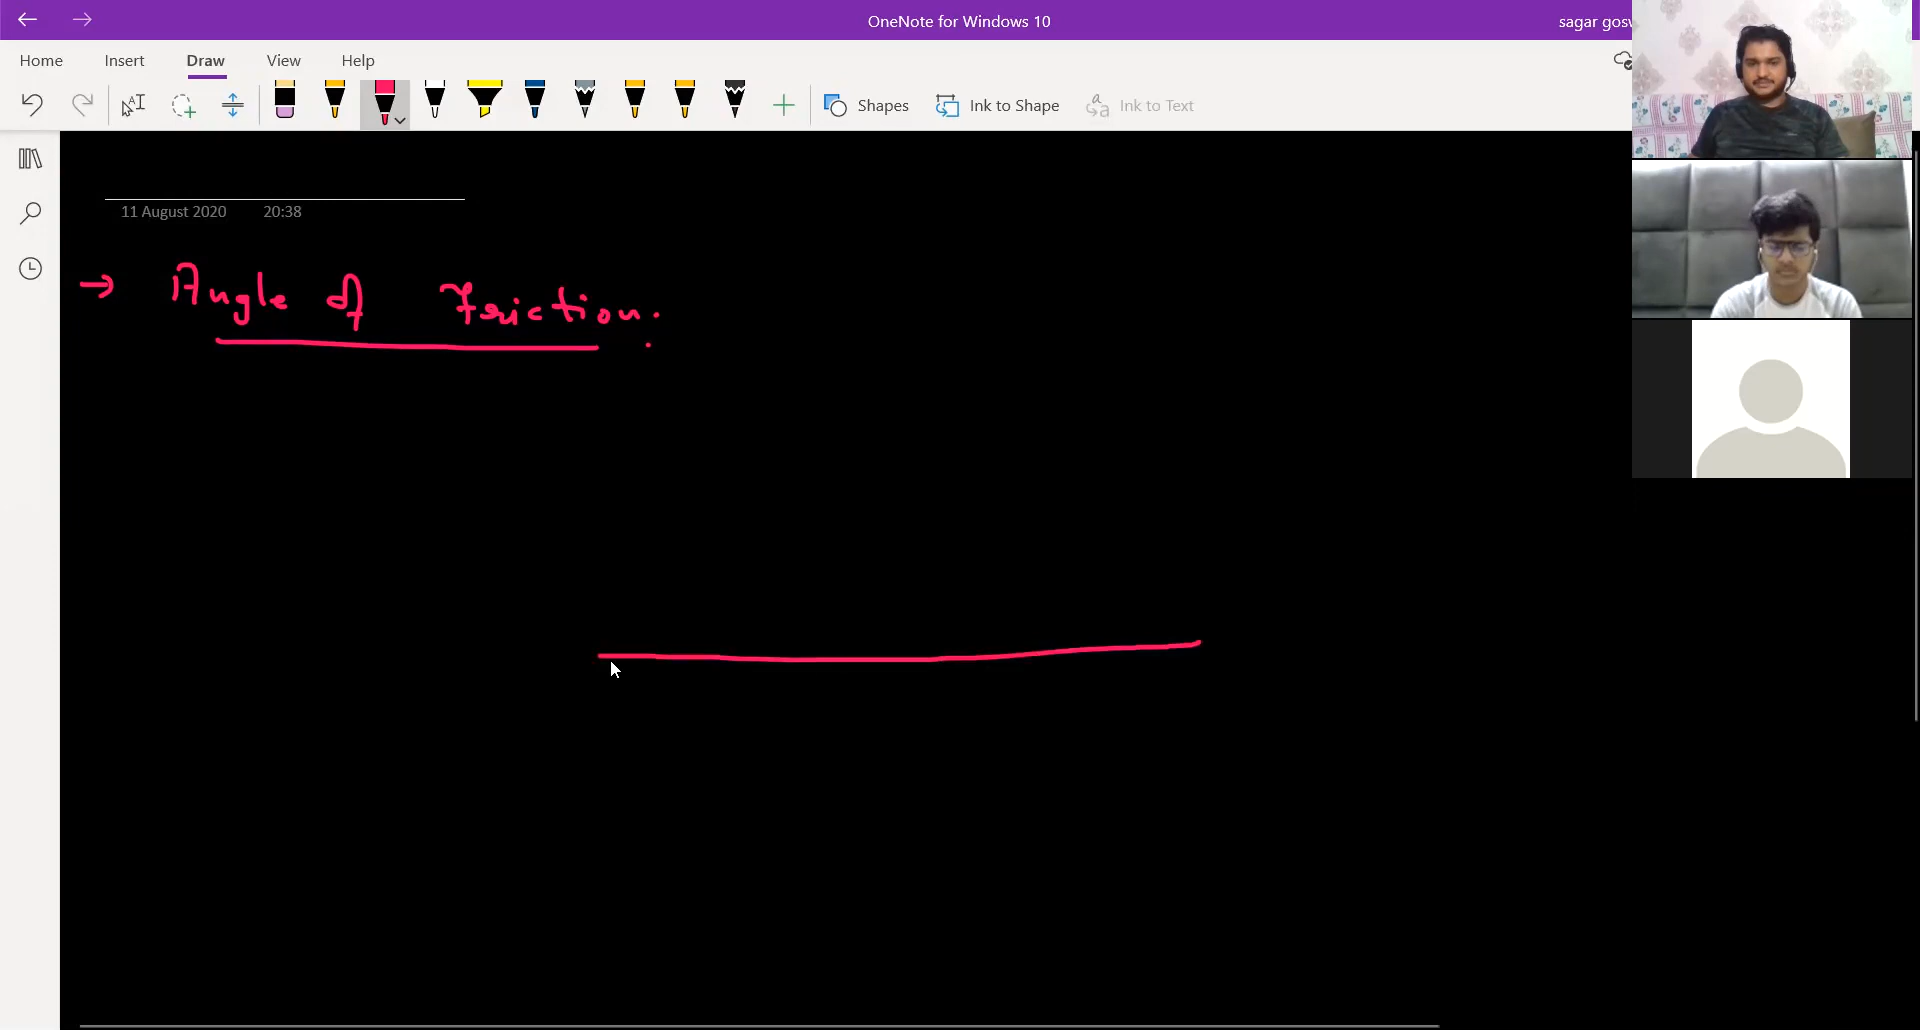 OneNote for Windows 10
sagar gosw
Home Insert Draw View Help
Shapes Ink to Shape Ink to Text
11 August 2020 20:38
→ Angle of Friction.